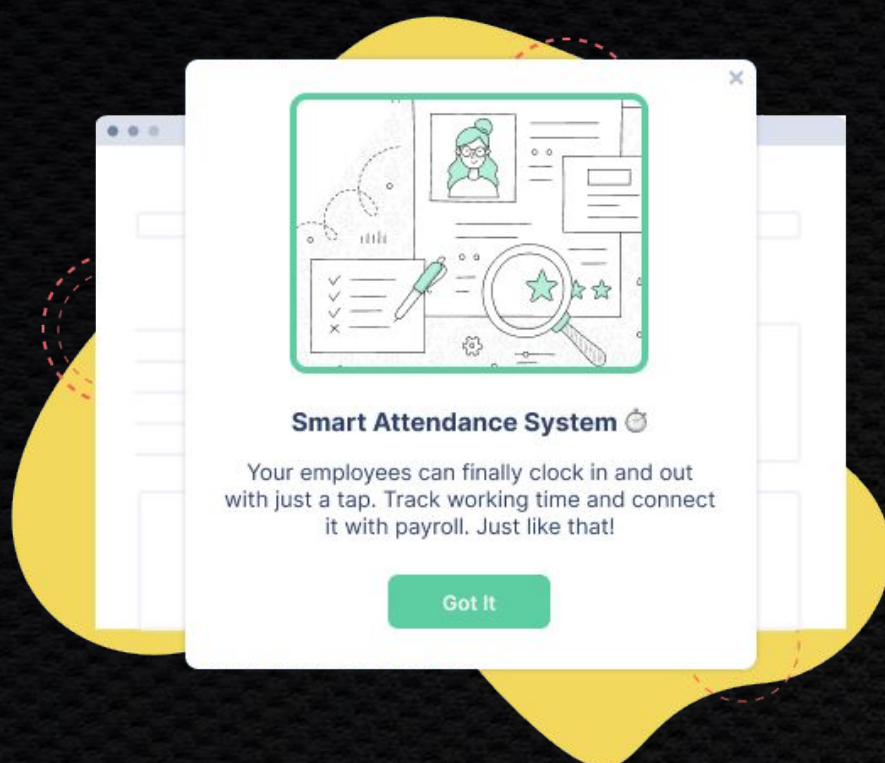 Smart Attendance System ⏱
Your employees can finally clock in and out
with just a tap. Track working time and connect
it with payroll. Just like that!
Got It